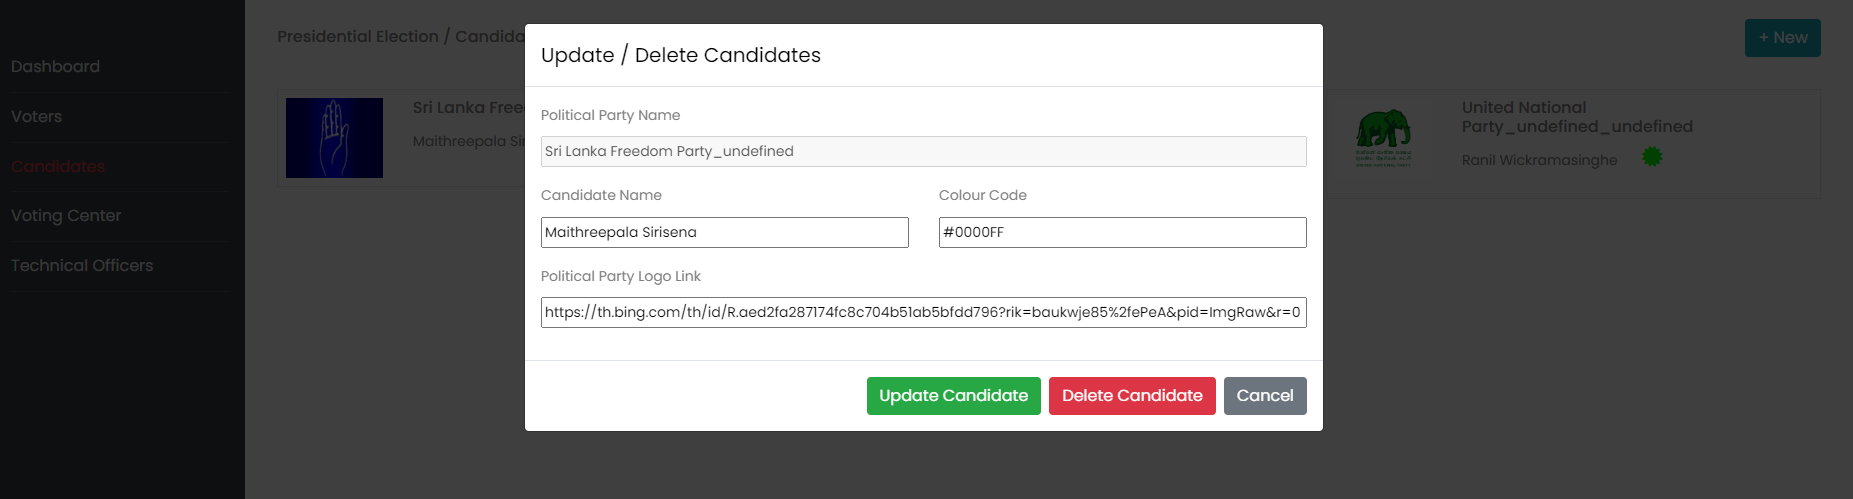 Dashboard
Voters
Candidates
Voting Center
Technical Officers
Presidential Election / Candida
+ New
Sri Lanka Free
Maithreepala Sir
United National
Party_undefined_undefined
Ranil Wickramasinghe
Update / Delete Candidates
Political Party Name
Sri Lanka Freedom Party_undefined
Candidate Name
Colour Code
Maithreepala Sirisena
#0000FF
Political Party Logo Link
https://th.bing.com/th/id/R.aed2fa287174fc8c704b51ab5bfdd796?rik=baukwje85%2fePeA&pid=ImgRaw&r=0
Update Candidate
Delete Candidate
Cancel